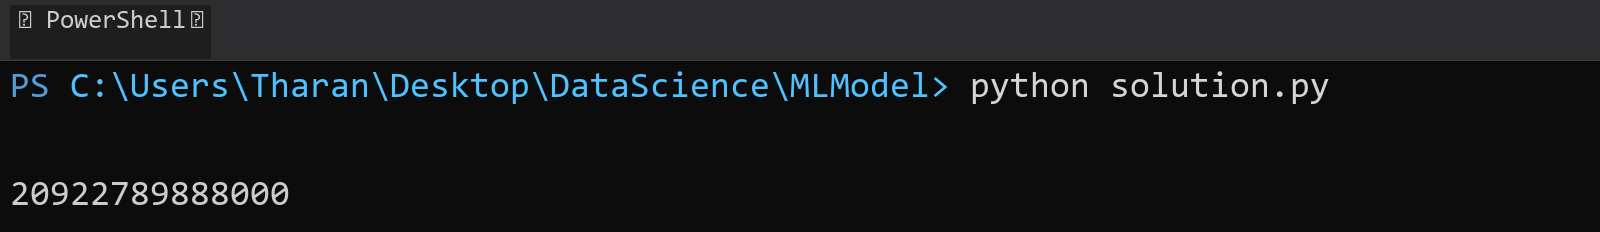 PowerShell
PS C:\Users\Tharan\Desktop\DataScience\MLModel> python solution.py
20922789888000